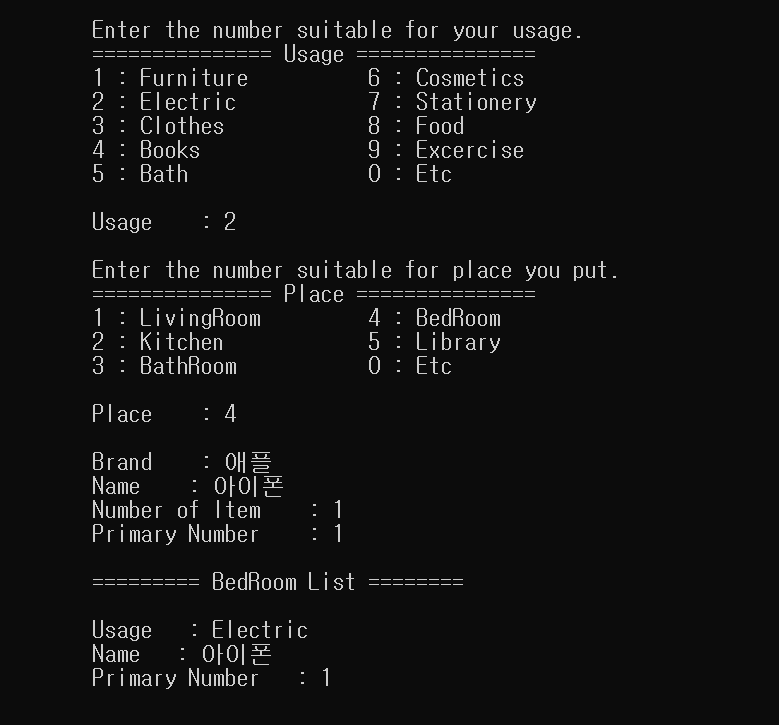 Enter the number suitable for your usage.
=============== Usage ===============
1 : Furniture          6 : Cosmetics
2 : Electric           7 : Stationery
3 : Clothes            8 : Food
4 : Books              9 : Excercise
5 : Bath               0 : Etc
Usage    : 2
Enter the number suitable for place you put.
=============== Place ===============
1 : LivingRoom         4 : BedRoom
2 : Kitchen            5 : Library
3 : BathRoom           0 : Etc
Place    : 4
Brand    : 애플
Name    : 아이폰
Number of Item    : 1
Primary Number    : 1
========= BedRoom List ========
Usage   : Electric
Name   : 아이폰
Primary Number   : 1